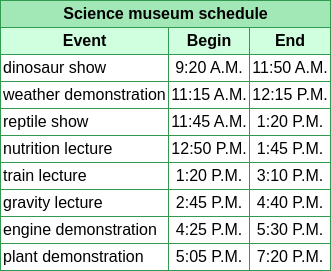 Science museum schedule
Event Begin End
dinosaur show 9:20 A.M. 11:50 A.M.
weather demonstration 11:15 A.M. 12:15 P.M.
reptile show 11:45 A.M. 1:20 P.M.
nutrition lecture 12:50 P.M. 1:45 P.M.
train lecture 1:20 P.M. 3:10 P.M.
gravity lecture 2:45 P.M. 4:40 P.M.
engine demonstration 4:25 P.M. 5:30 P.M.
plant demonstration 5:05 P.M. 7:20 P.M.